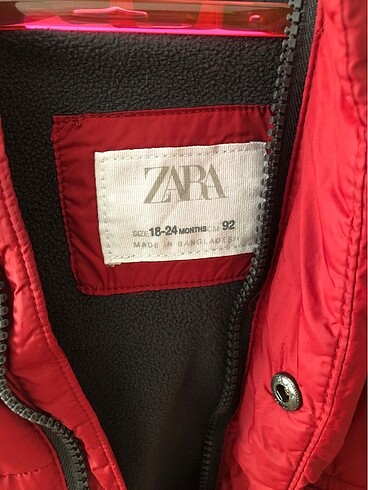 ZARA
SIZE 18-24 MONTHS CM 92
MADE IN BANGLADESH